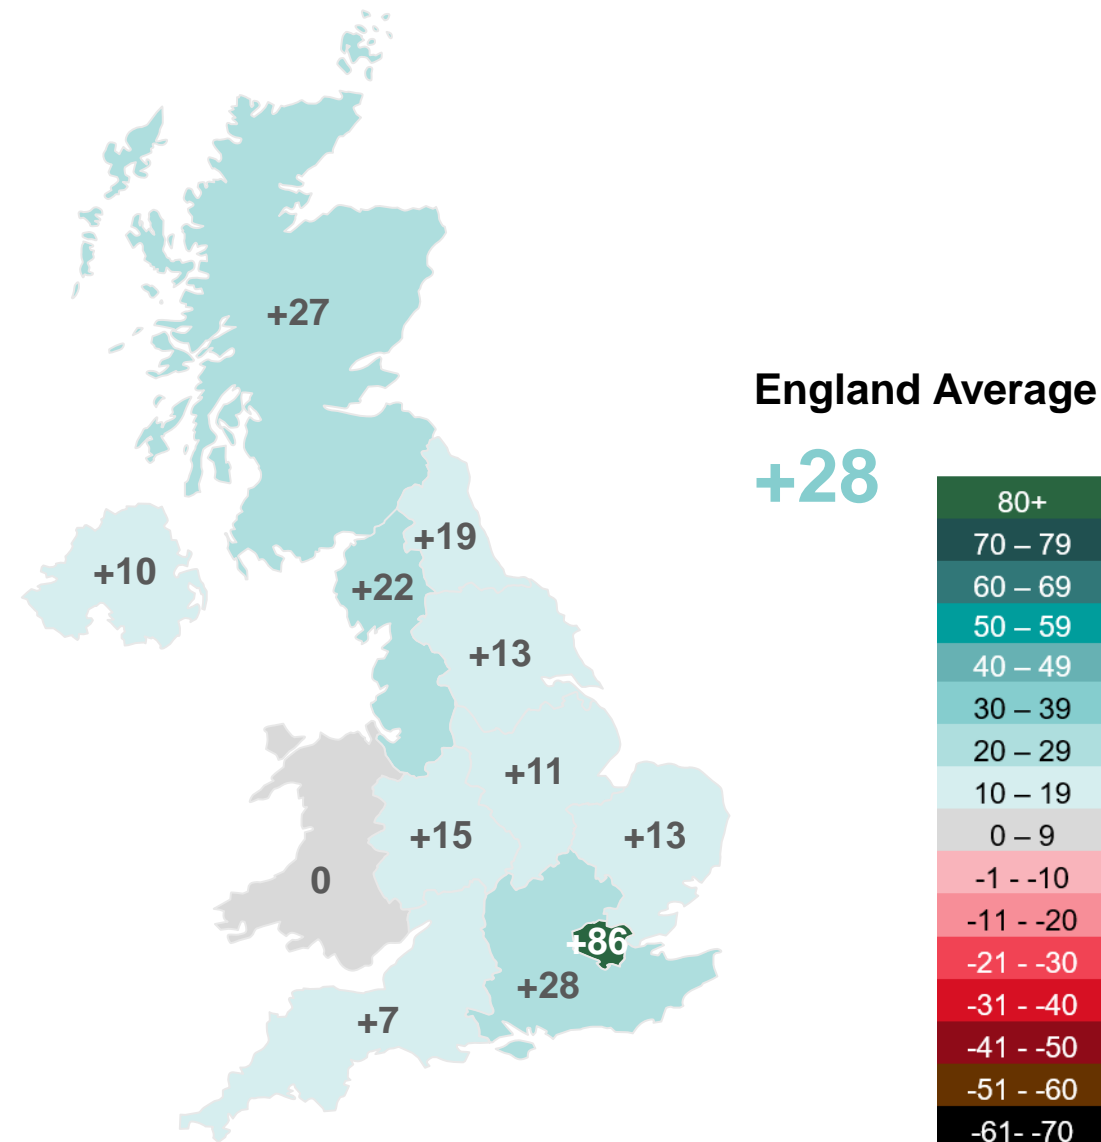 +27
England Average
+28
+19
+10
+22
+13
+11
+15
+13
0
+86
+28
+7
80+
70 – 79
60 – 69
50 – 59
40 – 49
30 – 39
20 – 29
10 – 19
0 – 9
-1 - -10
-11 - -20
-21 - -30
-31 - -40
-41 - -50
-51 - -60
-61- -70